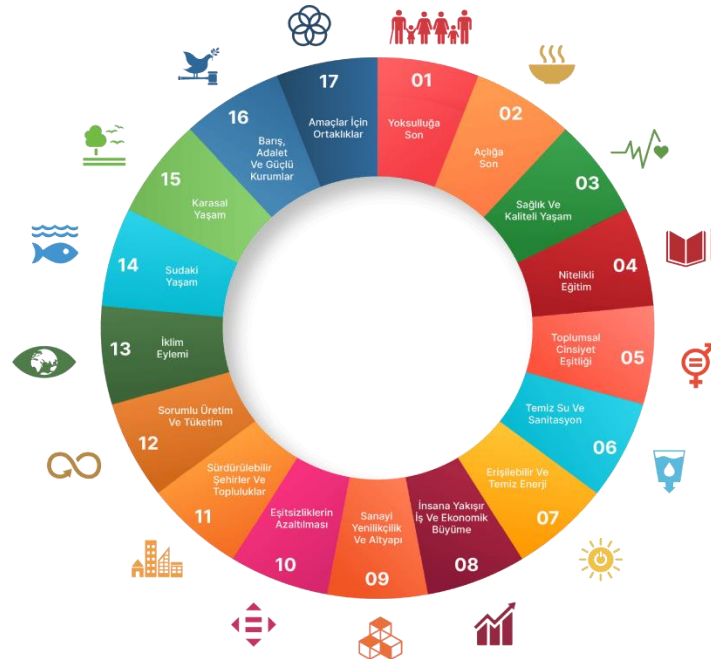 01
Yoksulluğa
Son
02
Açlığa
Son
03
Sağlık Ve
Kaliteli Yaşam
04
Nitelikli
Eğitim
05
Toplumsal
Cinsiyet
Eşitliği
06
Temiz Su Ve
Sanitasyon
07
Erişilebilir Ve
Temiz Enerji
08
İnsana Yakışır
İş Ve Ekonomik
Büyüme
09
Sanayi
Yenilikçilik
Ve Altyapı
10
Eşitsizliklerin
Azaltılması
11
Sürdürülebilir
Şehirler Ve
Topluluklar
12
Sorumlu Üretim
Ve Tüketim
13
İklim
Eylemi
14
Sudaki
Yaşam
15
Karasal
Yaşam
16
Barış,
Adalet
Ve Güçlü
Kurumlar
17
Amaçlar İçin
Ortaklıklar